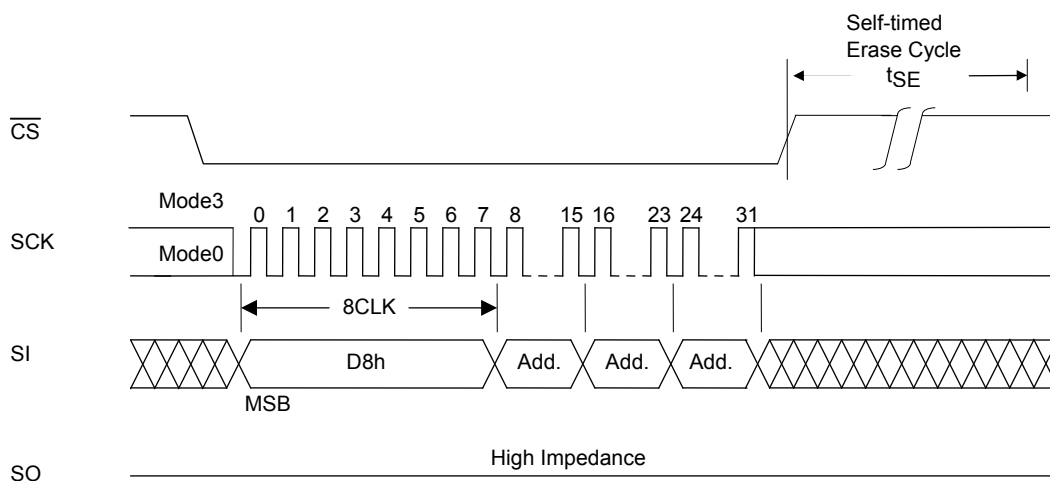 Self-timed
Erase Cycle
tSE
CS
Mode3
0 1 2 3 4 5 6 7 8 15 16 23 24 31
SCK
Mode0
8CLK
SI
D8h Add. Add. Add.
MSB
High Impedance
SO